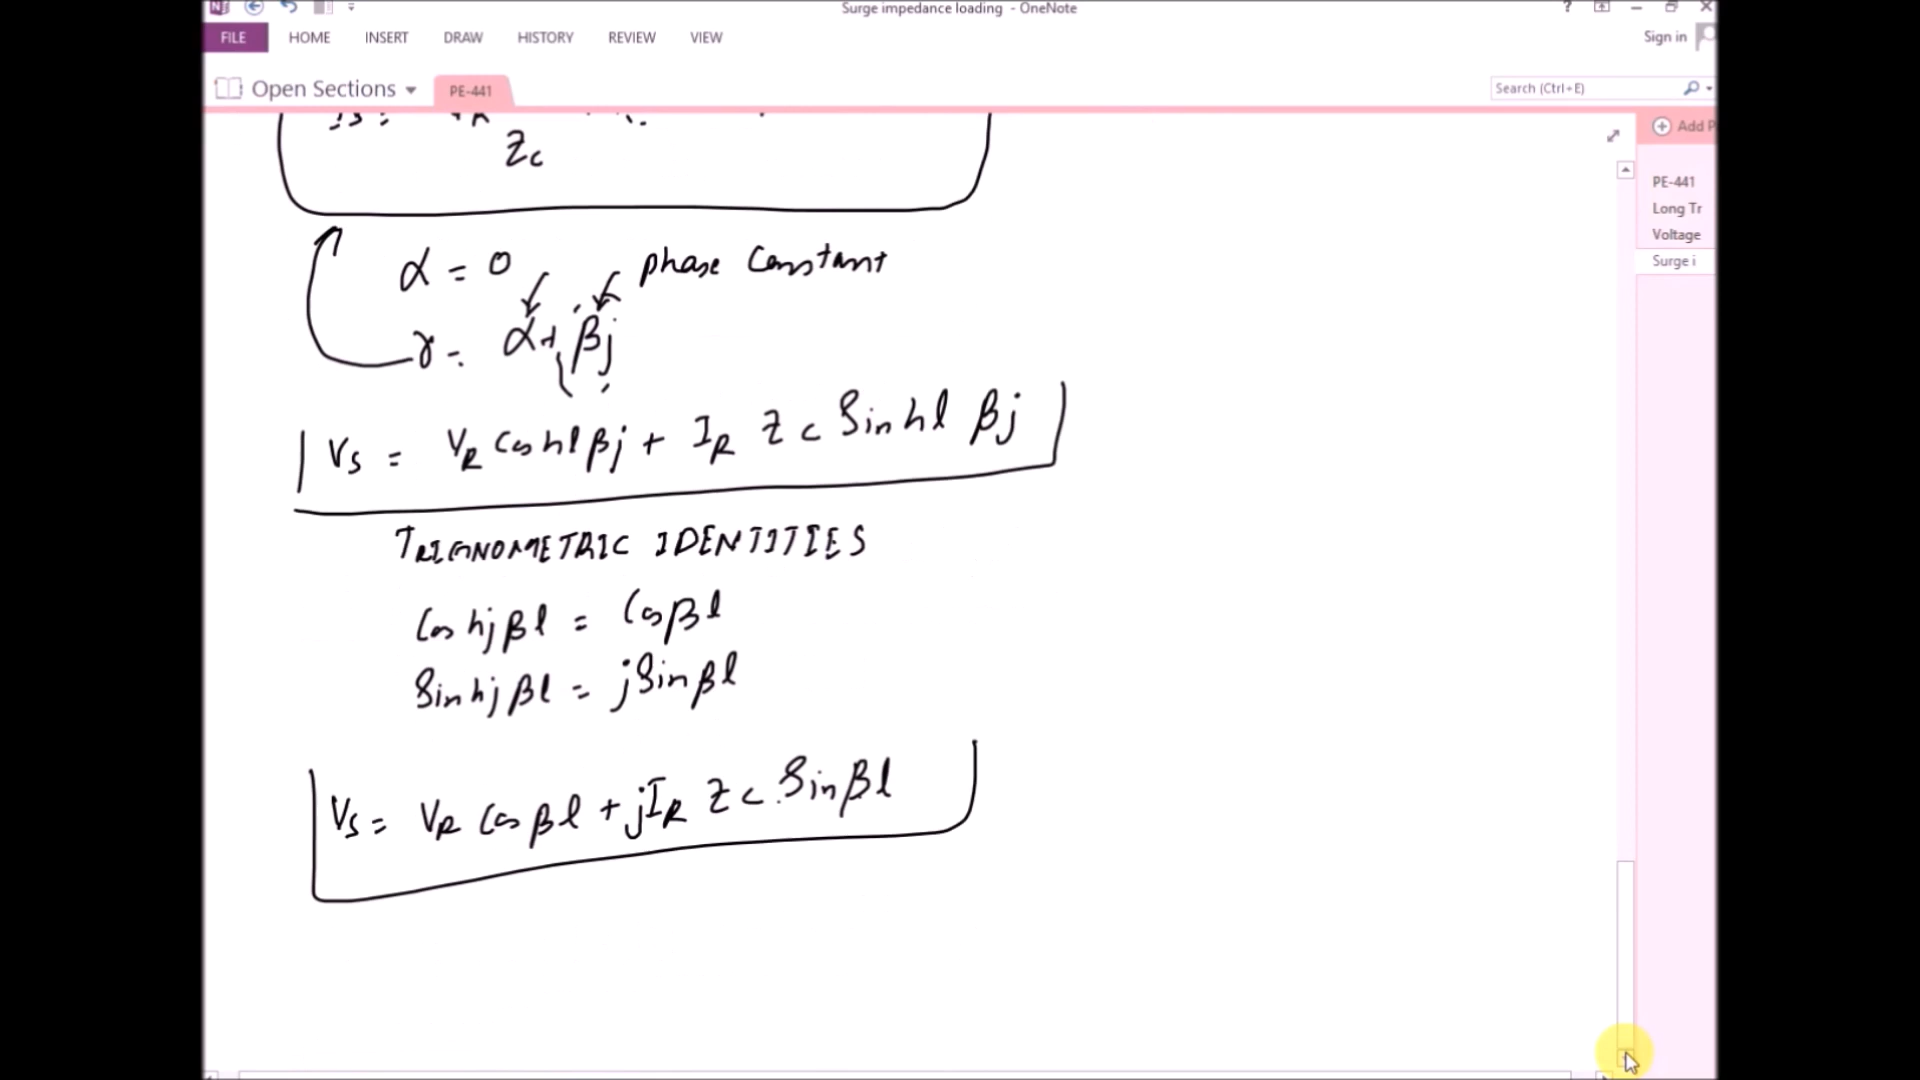 Surge impedance loading - OneNote
FILE HOME INSERT DRAW HISTORY REVIEW VIEW
Sign in
Open Sections
PE-441
Search (Ctrl+E)
Add P
PE-441
Long Tr
Voltage
Surge i
Zc
α = 0
phase Constant
γ = α + βj
Vs = VR Coshl βj + IR Zc Sinhl βj
TRIGNOMETRIC IDENTITIES
Coshjβl = Cosβl
Sinhjβl = jSinβl
Vs = VR Cosβl + jIR Zc. Sinβl